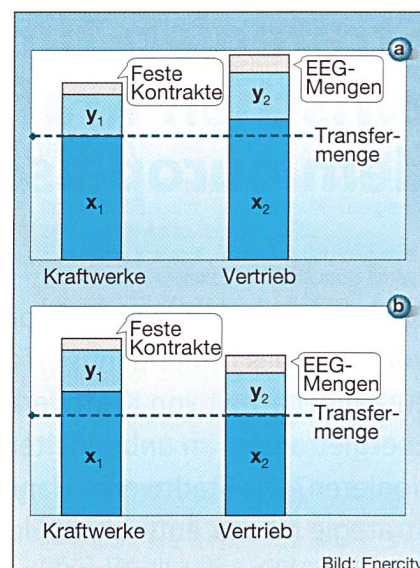 a
Feste
Kontrakte
EEG-
Mengen
y₁
y₂
Transfer-
menge
x₁
x₂
Kraftwerke
Vertrieb
b
Feste
Kontrakte
EEG-
Mengen
y₁
y₂
Transfer-
menge
x₁
x₂
Kraftwerke
Vertrieb
Bild: Enercity